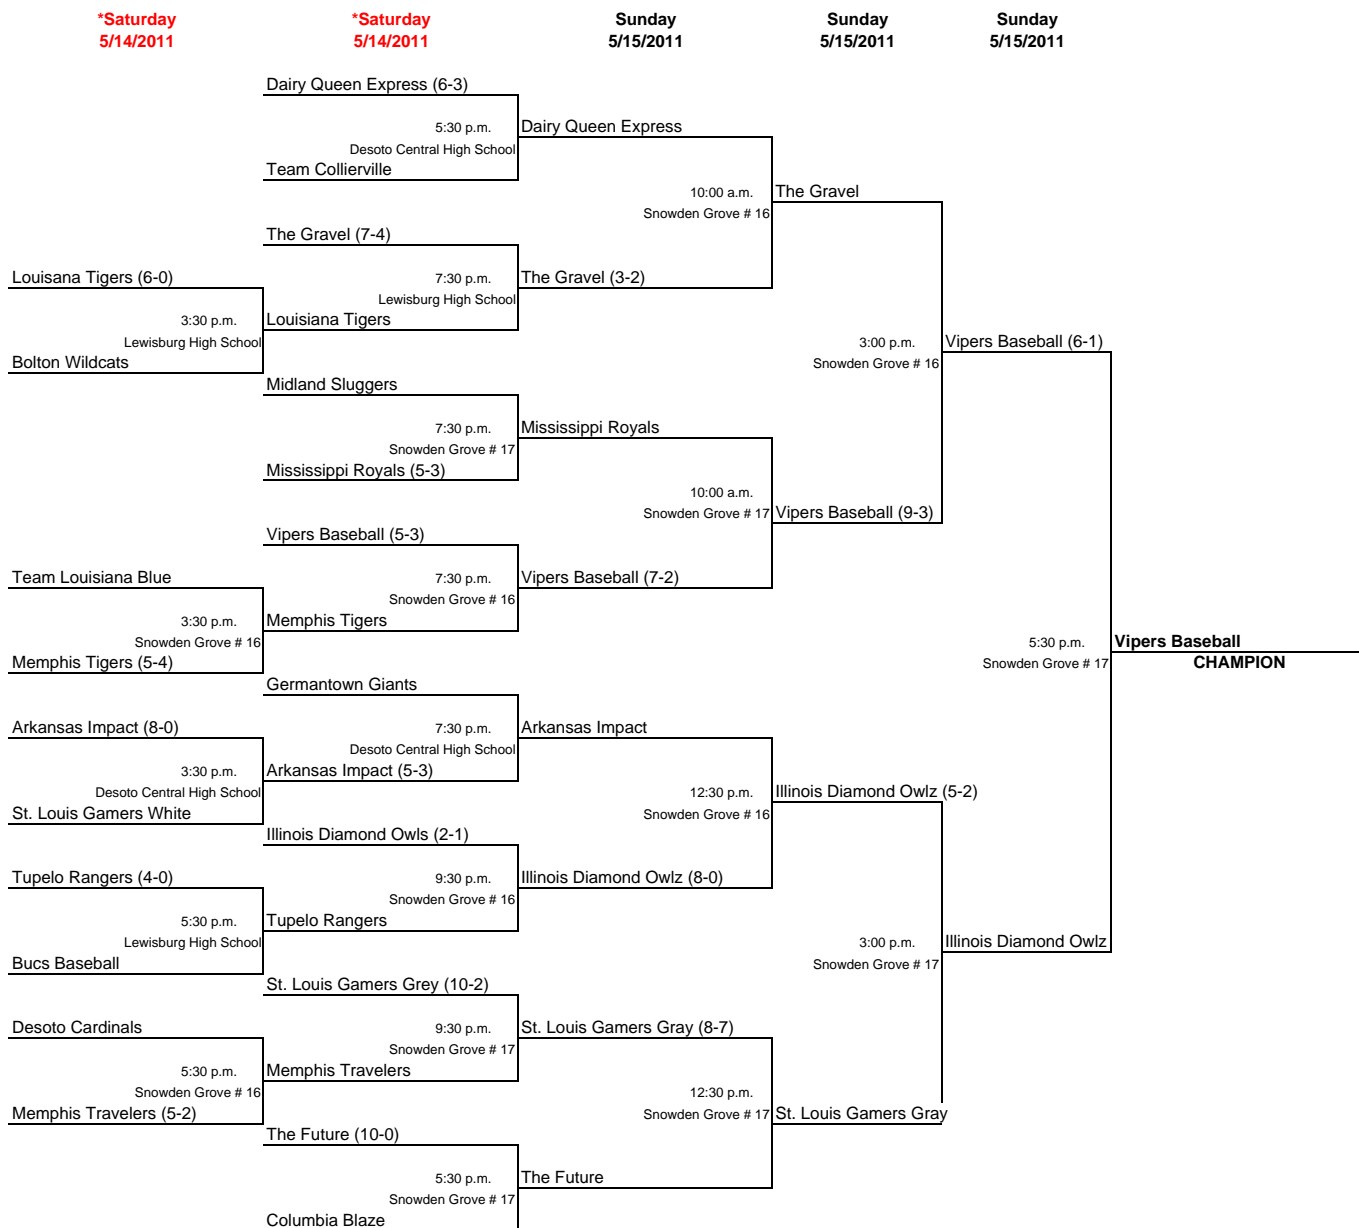 *Saturday *Saturday Sunday Sunday Sunday
5/14/2011 5/14/2011 5/15/2011 5/15/2011 5/15/2011
Dairy Queen Express (6-3)
5:30 p.m. Dairy Queen Express
Desoto Central High School
Team Collierville
10:00 a.m. The Gravel
Snowden Grove # 16
The Gravel (7-4)
Louisana Tigers (6-0) 7:30 p.m. The Gravel (3-2)
Lewisburg High School
3:30 p.m. Louisiana Tigers
Lewisburg High School 3:00 p.m. Vipers Baseball (6-1)
Bolton Wildcats Snowden Grove # 16
Midland Sluggers
7:30 p.m. Mississippi Royals
Snowden Grove # 17
Mississippi Royals (5-3)
10:00 a.m.
Snowden Grove # 17 Vipers Baseball (9-3)
Vipers Baseball (5-3)
Team Louisiana Blue 7:30 p.m. Vipers Baseball (7-2)
Snowden Grove # 16
3:30 p.m. Memphis Tigers
Snowden Grove # 16 5:30 p.m. Vipers Baseball
Memphis Tigers (5-4) Snowden Grove # 17 CHAMPION
Germantown Giants
Arkansas Impact (8-0) 7:30 p.m. Arkansas Impact
Desoto Central High School
3:30 p.m. Arkansas Impact (5-3)
Desoto Central High School 12:30 p.m. Illinois Diamond Owlz (5-2)
St. Louis Gamers White Snowden Grove # 16
Illinois Diamond Owls (2-1)
Tupelo Rangers (4-0) 9:30 p.m. Illinois Diamond Owlz (8-0)
Snowden Grove # 16
5:30 p.m. Tupelo Rangers
Lewisburg High School 3:00 p.m. Illinois Diamond Owlz
Bucs Baseball Snowden Grove # 17
St. Louis Gamers Grey (10-2)
Desoto Cardinals 9:30 p.m. St. Louis Gamers Gray (8-7)
Snowden Grove # 17
5:30 p.m. Memphis Travelers
Snowden Grove # 16 12:30 p.m.
Memphis Travelers (5-2) Snowden Grove # 17 St. Louis Gamers Gray
The Future (10-0)
5:30 p.m. The Future
Snowden Grove # 17
Columbia Blaze